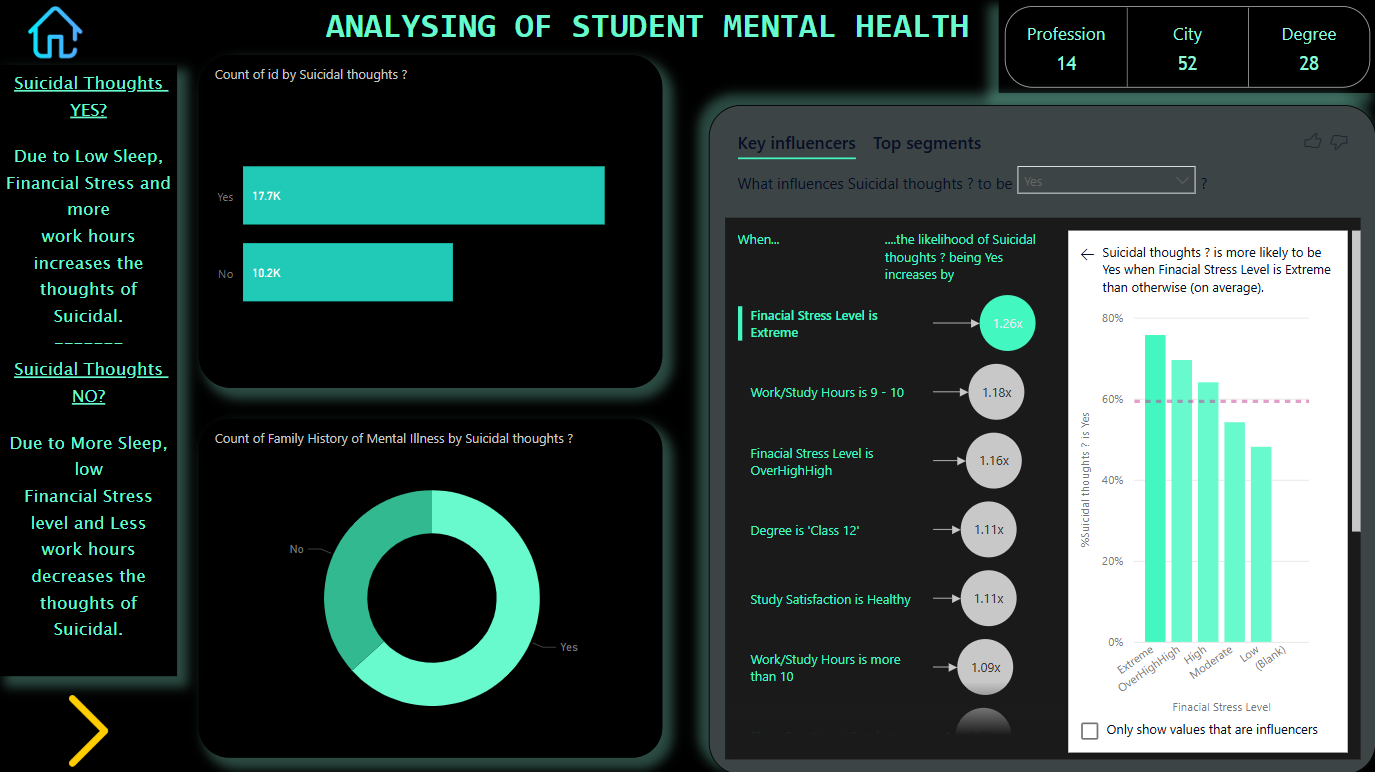 ANALYSING OF STUDENT MENTAL HEALTH
Profession
14
City
52
Degree
28
Suicidal Thoughts
YES?
Due to Low Sleep,
Financial Stress and
more
work hours
increases the
thoughts of
Suicidal.
-------
Suicidal Thoughts
NO?
Due to More Sleep,
low
Financial Stress
level and Less
work hours
decreases the
thoughts of
Suicidal.
Count of id by Suicidal thoughts ?
Yes
17.7K
No
10.2K
Count of Family History of Mental Illness by Suicidal thoughts ?
No
Yes
Key influencers
Top segments
What influences Suicidal thoughts ? to be Yes ?
When...
....the likelihood of Suicidal
thoughts ? being Yes
increases by
Finacial Stress Level is
Extreme
1.26x
Work/Study Hours is 9 - 10
1.18x
Finacial Stress Level is
OverHighHigh
1.16x
Degree is 'Class 12'
1.11x
Study Satisfaction is Healthy
1.11x
Work/Study Hours is more
than 10
1.09x
Suicidal thoughts ? is more likely to be
Yes when Finacial Stress Level is Extreme
than otherwise (on average).
80%
60%
40%
20%
0%
%Suicidal thoughts ? is Yes
Extreme
OverHighHigh
High
Moderate
Low
(Blank)
Finacial Stress Level
Only show values that are influencers